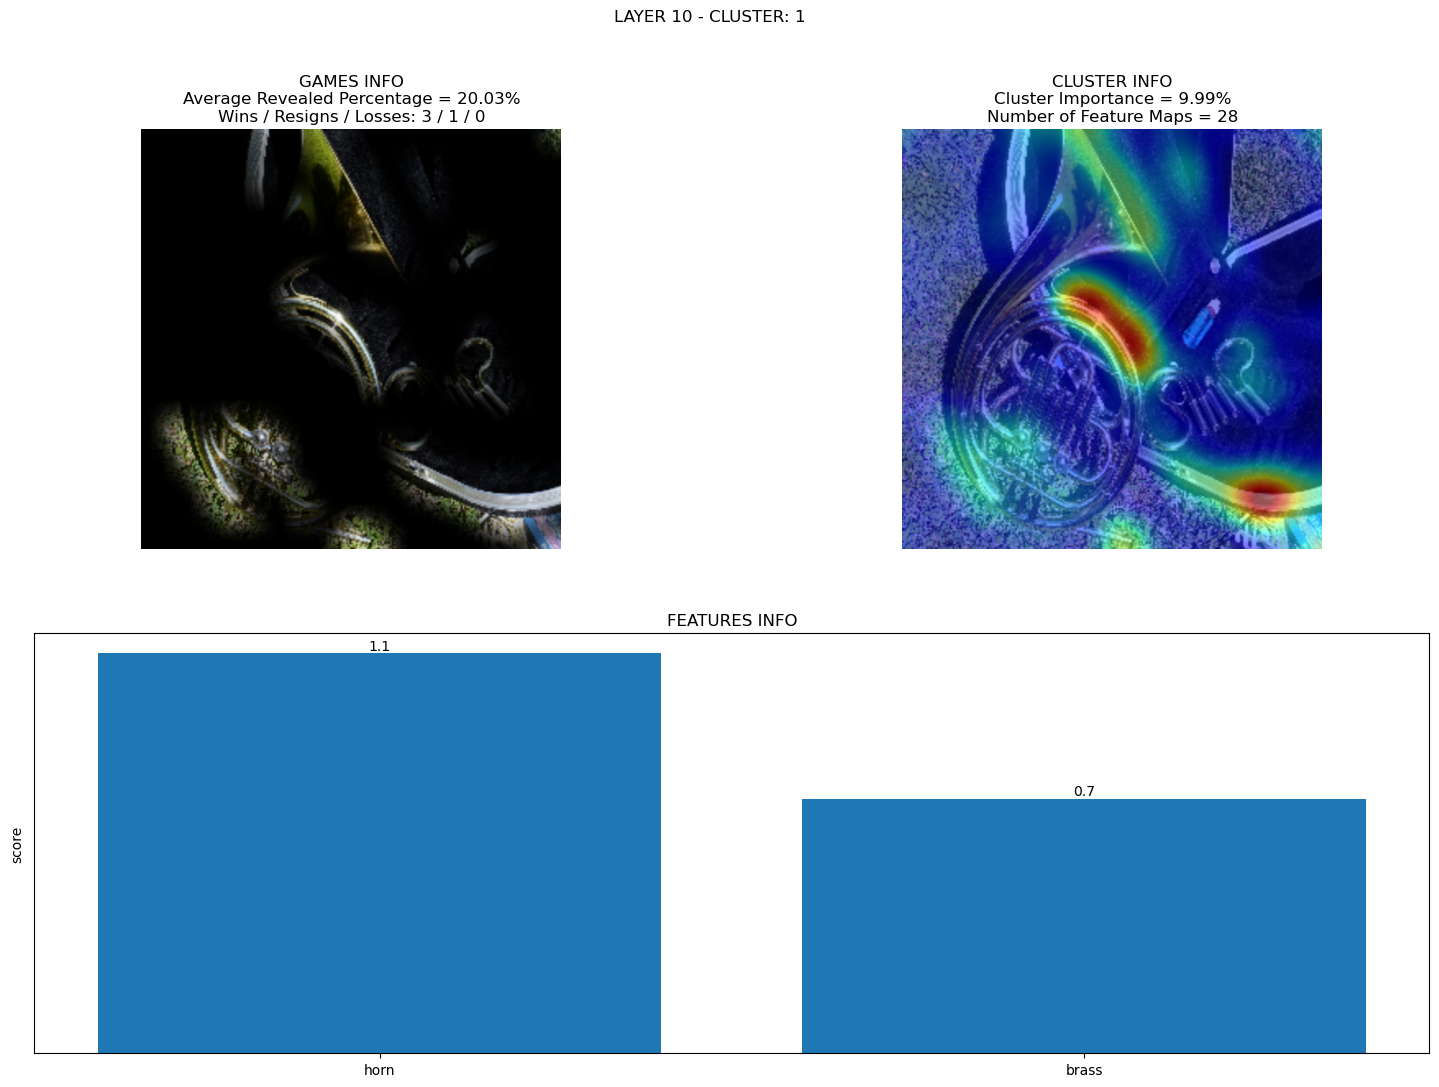 LAYER 10 - CLUSTER: 1
GAMES INFO
Average Revealed Percentage = 20.03%
Wins / Resigns / Losses: 3 / 1 / 0
CLUSTER INFO
Cluster Importance = 9.99%
Number of Feature Maps = 28
FEATURES INFO
score
1.1
0.7
horn
brass